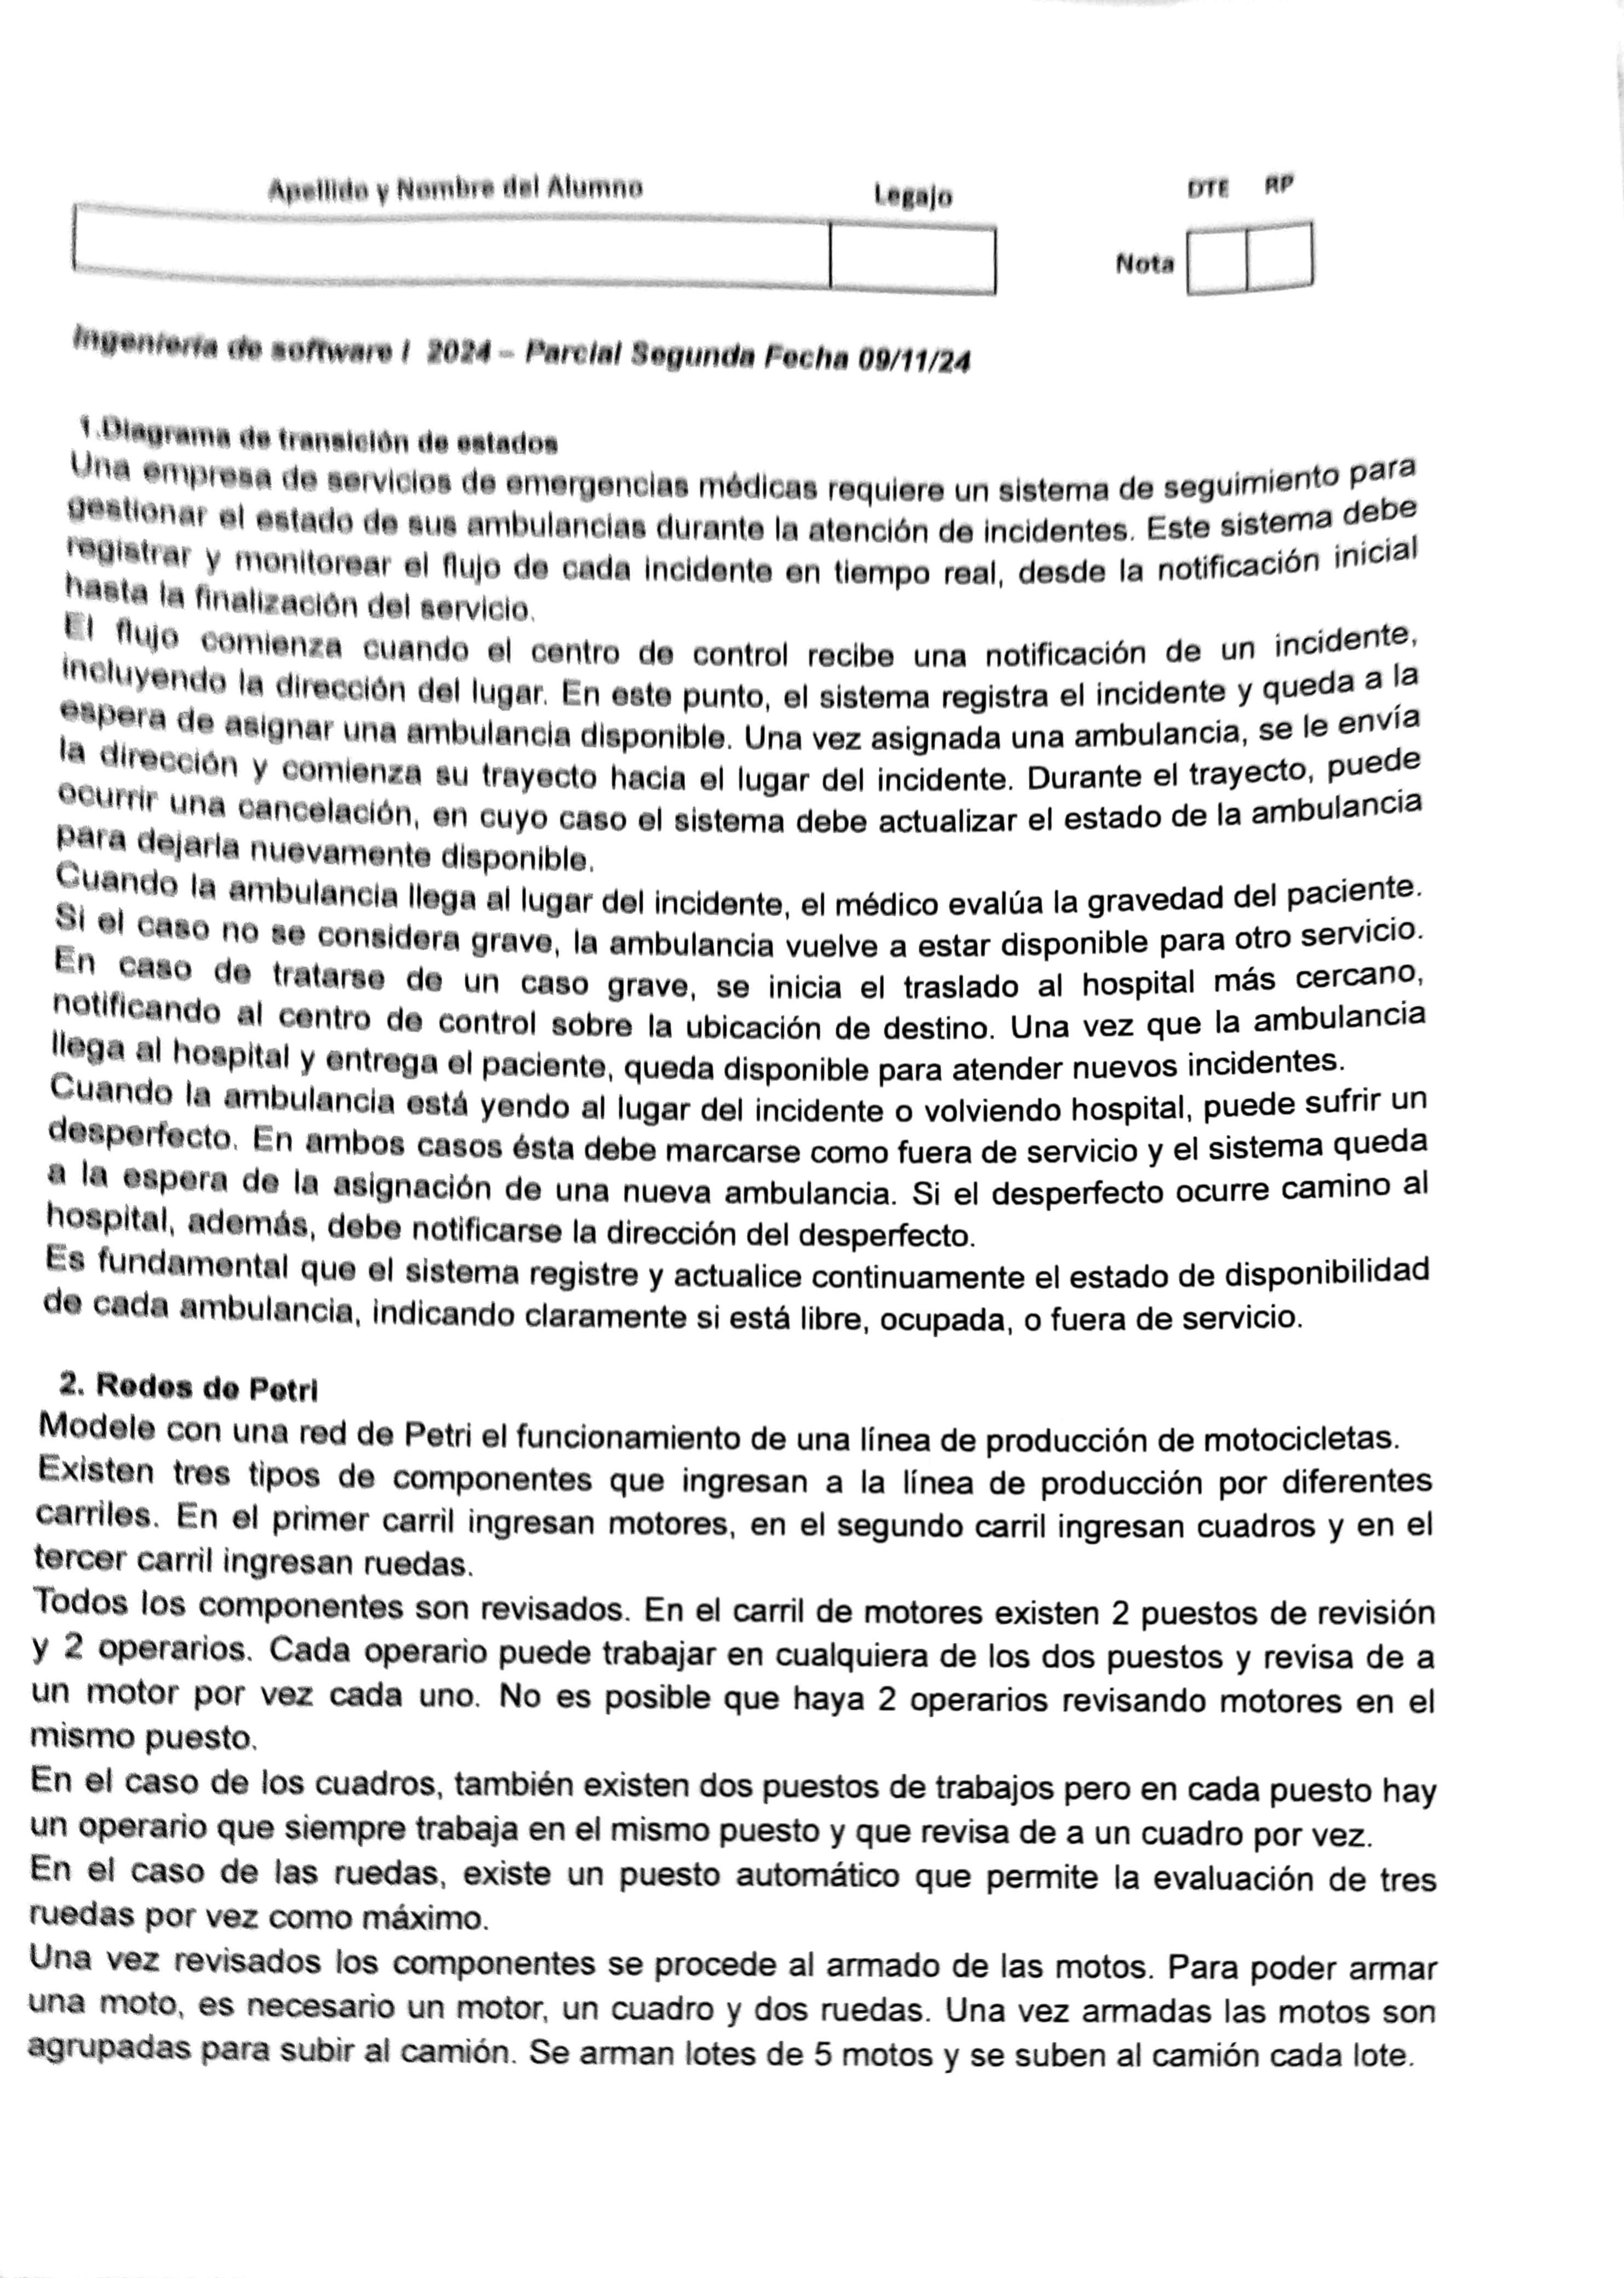 Apellido y Nombre del Alumno Legajo DTE RP
Nota
Ingeniería de software I 2024 – Parcial Segunda Fecha 09/11/24
1.Diagrama de transición de estados
Una empresa de servicios de emergencias médicas requiere un sistema de seguimiento para
gestionar el estado de sus ambulancias durante la atención de incidentes. Este sistema debe
registrar y monitorear el flujo de cada incidente en tiempo real, desde la notificación inicial
hasta la finalización del servicio.
El flujo comienza cuando el centro de control recibe una notificación de un incidente,
incluyendo la dirección del lugar. En este punto, el sistema registra el incidente y queda a la
espera de asignar una ambulancia disponible. Una vez asignada una ambulancia, se le envía
la dirección y comienza su trayecto hacia el lugar del incidente. Durante el trayecto, puede
ocurrir una cancelación, en cuyo caso el sistema debe actualizar el estado de la ambulancia
para dejarla nuevamente disponible.
Cuando la ambulancia llega al lugar del incidente, el médico evalúa la gravedad del paciente.
Si el caso no se considera grave, la ambulancia vuelve a estar disponible para otro servicio.
En caso de tratarse de un caso grave, se inicia el traslado al hospital más cercano,
notificando al centro de control sobre la ubicación de destino. Una vez que la ambulancia
llega al hospital y entrega el paciente, queda disponible para atender nuevos incidentes.
Cuando la ambulancia está yendo al lugar del incidente o volviendo hospital, puede sufrir un
desperfecto. En ambos casos ésta debe marcarse como fuera de servicio y el sistema queda
a la espera de la asignación de una nueva ambulancia. Si el desperfecto ocurre camino al
hospital, además, debe notificarse la dirección del desperfecto.
Es fundamental que el sistema registre y actualice continuamente el estado de disponibilidad
de cada ambulancia, indicando claramente si está libre, ocupada, o fuera de servicio.
2. Redes de Petri
Modele con una red de Petri el funcionamiento de una línea de producción de motocicletas.
Existen tres tipos de componentes que ingresan a la línea de producción por diferentes
carriles. En el primer carril ingresan motores, en el segundo carril ingresan cuadros y en el
tercer carril ingresan ruedas.
Todos los componentes son revisados. En el carril de motores existen 2 puestos de revisión
y 2 operarios. Cada operario puede trabajar en cualquiera de los dos puestos y revisa de a
un motor por vez cada uno. No es posible que haya 2 operarios revisando motores en el
mismo puesto.
En el caso de los cuadros, también existen dos puestos de trabajos pero en cada puesto hay
un operario que siempre trabaja en el mismo puesto y que revisa de a un cuadro por vez.
En el caso de las ruedas, existe un puesto automático que permite la evaluación de tres
ruedas por vez como máximo.
Una vez revisados los componentes se procede al armado de las motos. Para poder armar
una moto, es necesario un motor, un cuadro y dos ruedas. Una vez armadas las motos son
agrupadas para subir al camión. Se arman lotes de 5 motos y se suben al camión cada lote.